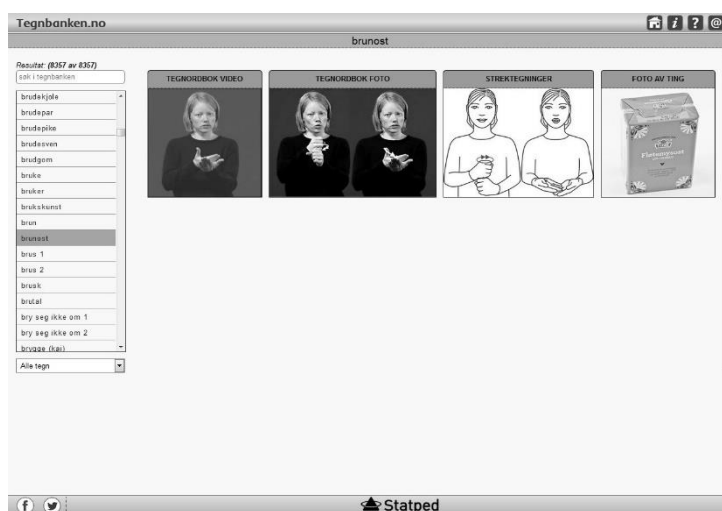 Tegnbanken.no
brunost
Resultat: (8357 av 8357)
søk i tegnbanken
brudekjole
brudepar
brudepike
brudesven
brudgom
bruke
bruker
brukskunst
brun
brunost
brus 1
brus 2
brusk
brutal
bry seg ikke om 1
bry seg ikke om 2
brygge (kai)
Alle tegn
TEGNORDBOK VIDEO
TEGNORDBOK FOTO
STREKTEGNINGER
FOTO AV TING
Fløtemysost
Statped